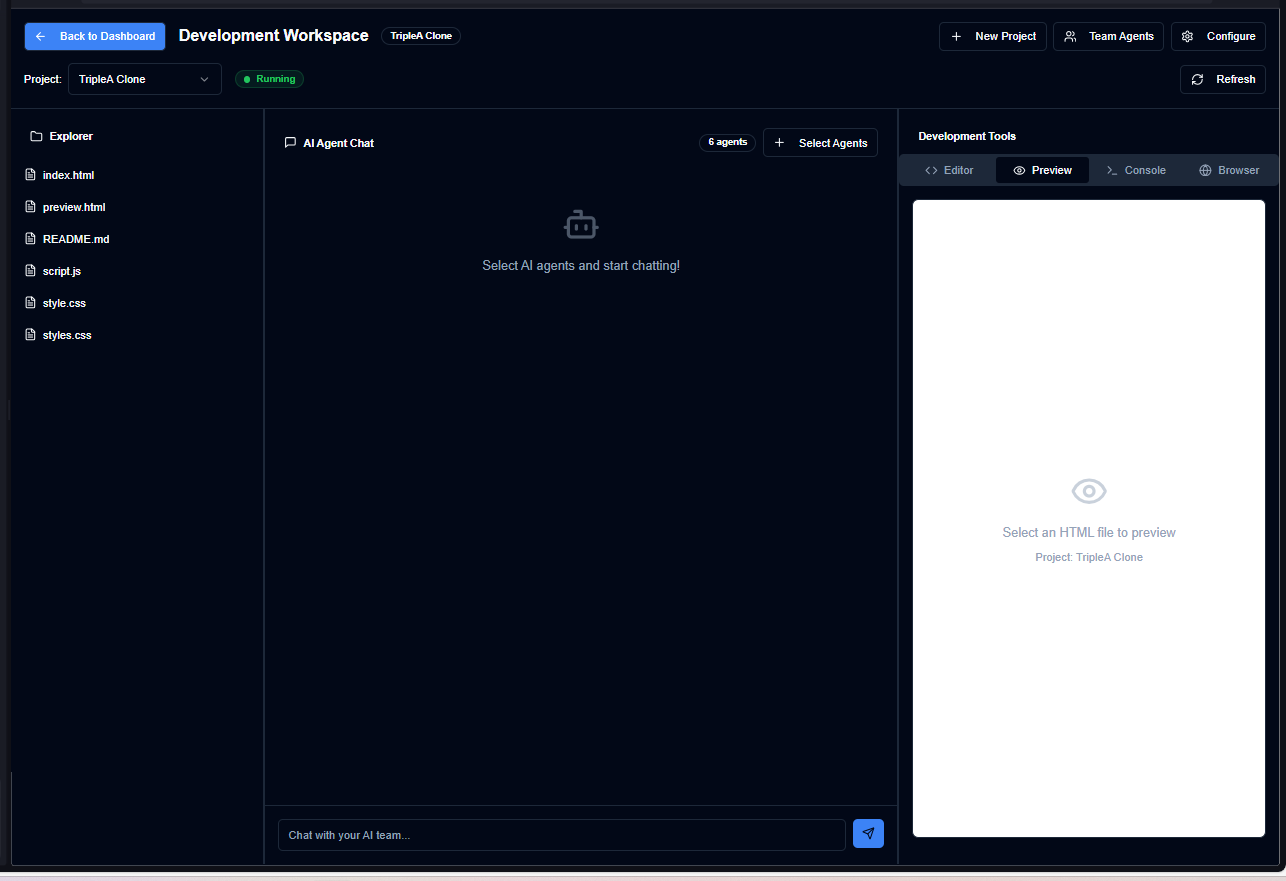 Back to Dashboard
Development Workspace
TripleA Clone
New Project
Team Agents
Configure
Project:
TripleA Clone
Running
Refresh
Explorer
index.html
preview.html
README.md
script.js
style.css
styles.css
AI Agent Chat
6 agents
Select Agents
Select AI agents and start chatting!
Chat with your AI team...
Development Tools
Editor
Preview
Console
Browser
Select an HTML file to preview
Project: TripleA Clone